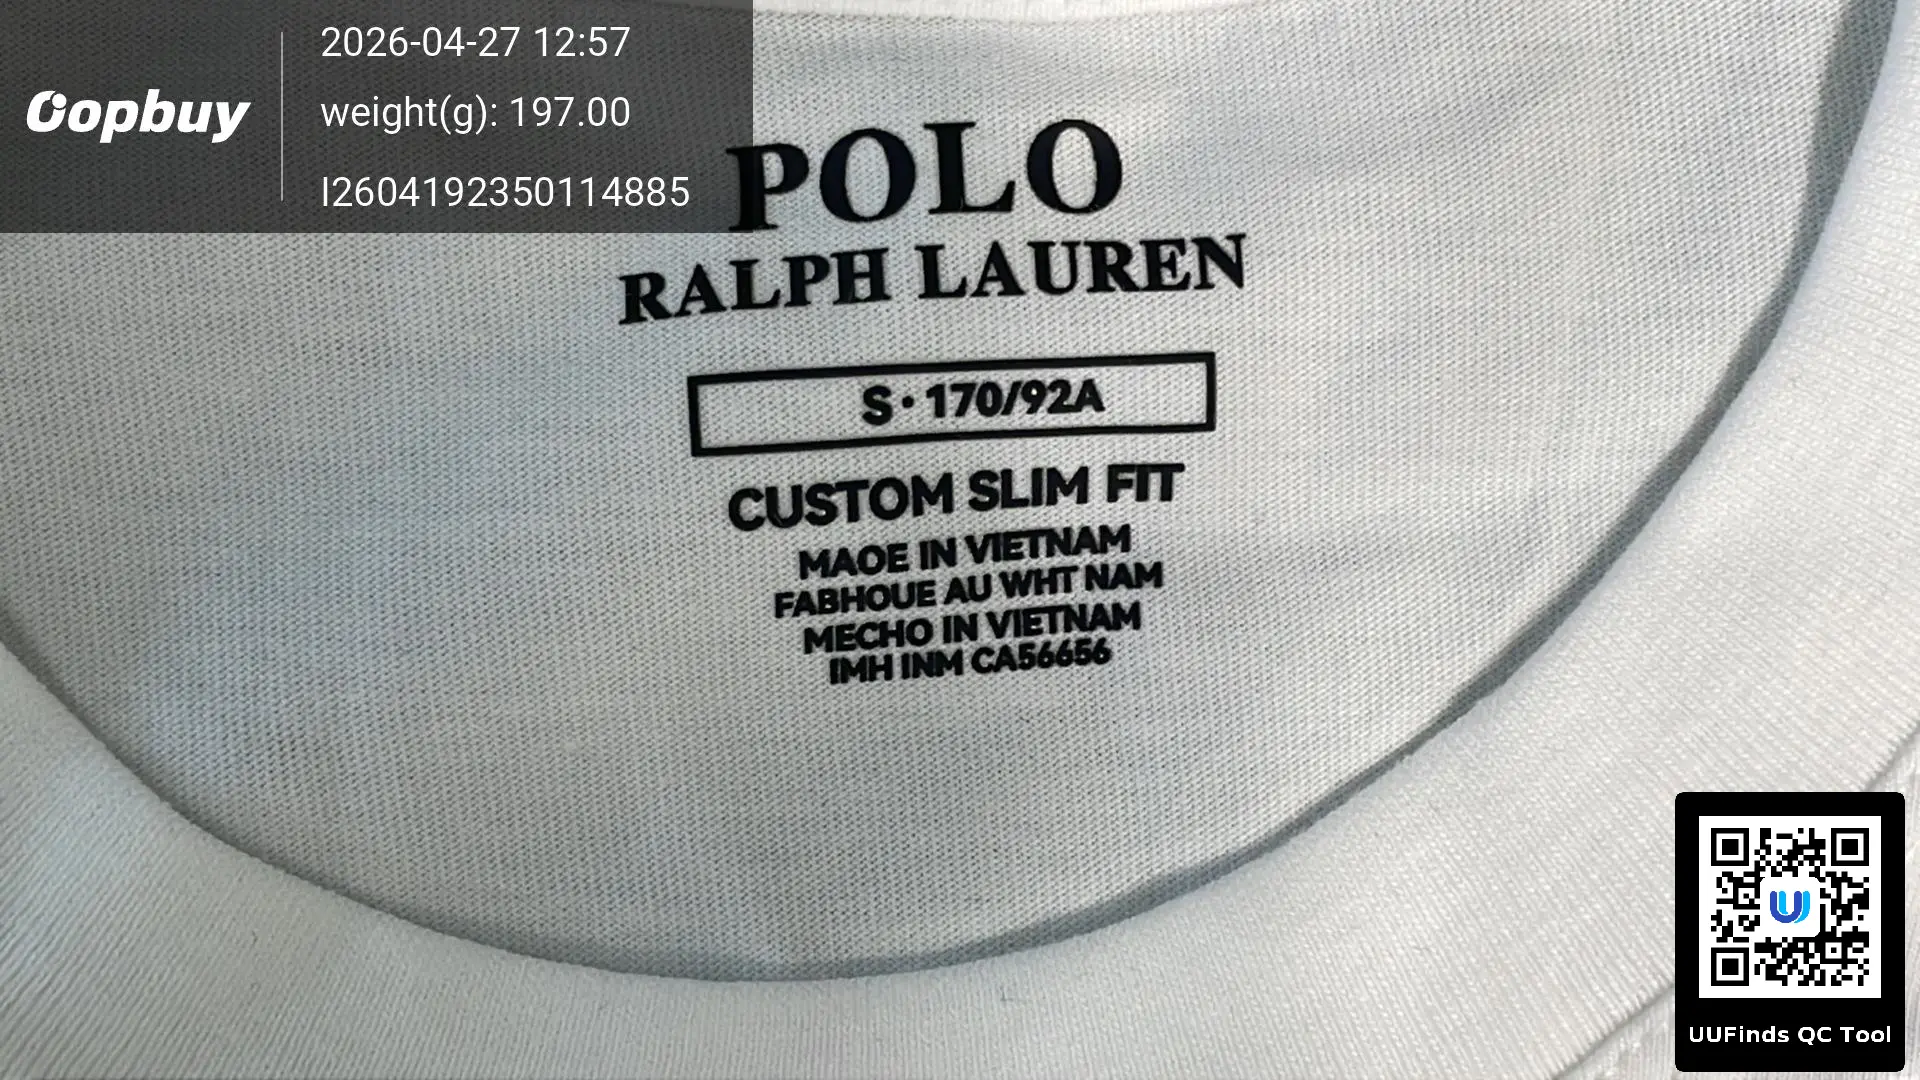 Oopbuy
2026-04-27 12:57
weight(g): 197.00
I2604192350114885
POLO
RALPH LAUREN
S·170/92A
CUSTOM SLIM FIT
MAOE IN VIETNAM
FABHOUE AU WHT NAM
MECHO IN VIETNAM
IMH INM CA56656
UUFinds QC Tool